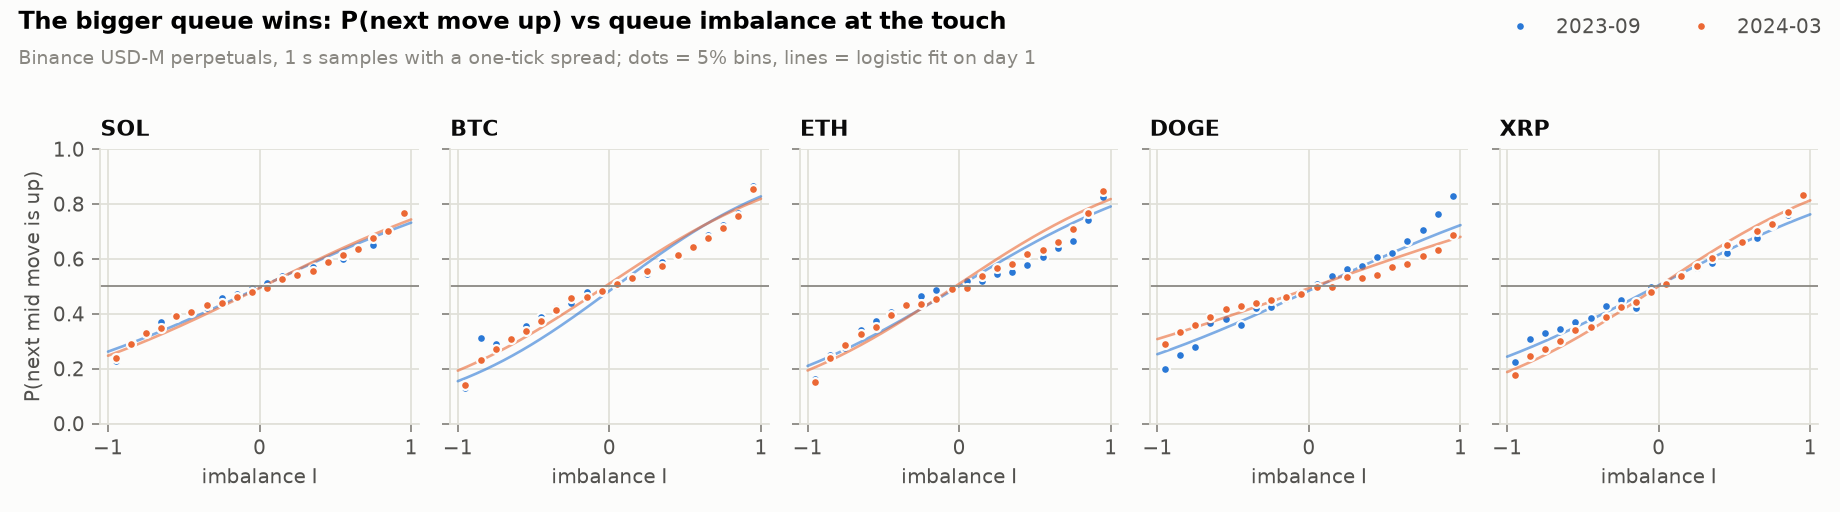 The bigger queue wins: P(next move up) vs queue imbalance at the touch
2023-09 2024-03
Binance USD-M perpetuals, 1 s samples with a one-tick spread; dots = 5% bins, lines = logistic fit on day 1
SOL BTC ETH DOGE XRP
P(next mid move is up)
1.0
0.8
0.6
0.4
0.2
0.0
−1 0 1 −1 0 1 −1 0 1 −1 0 1 −1 0 1
imbalance I imbalance I imbalance I imbalance I imbalance I